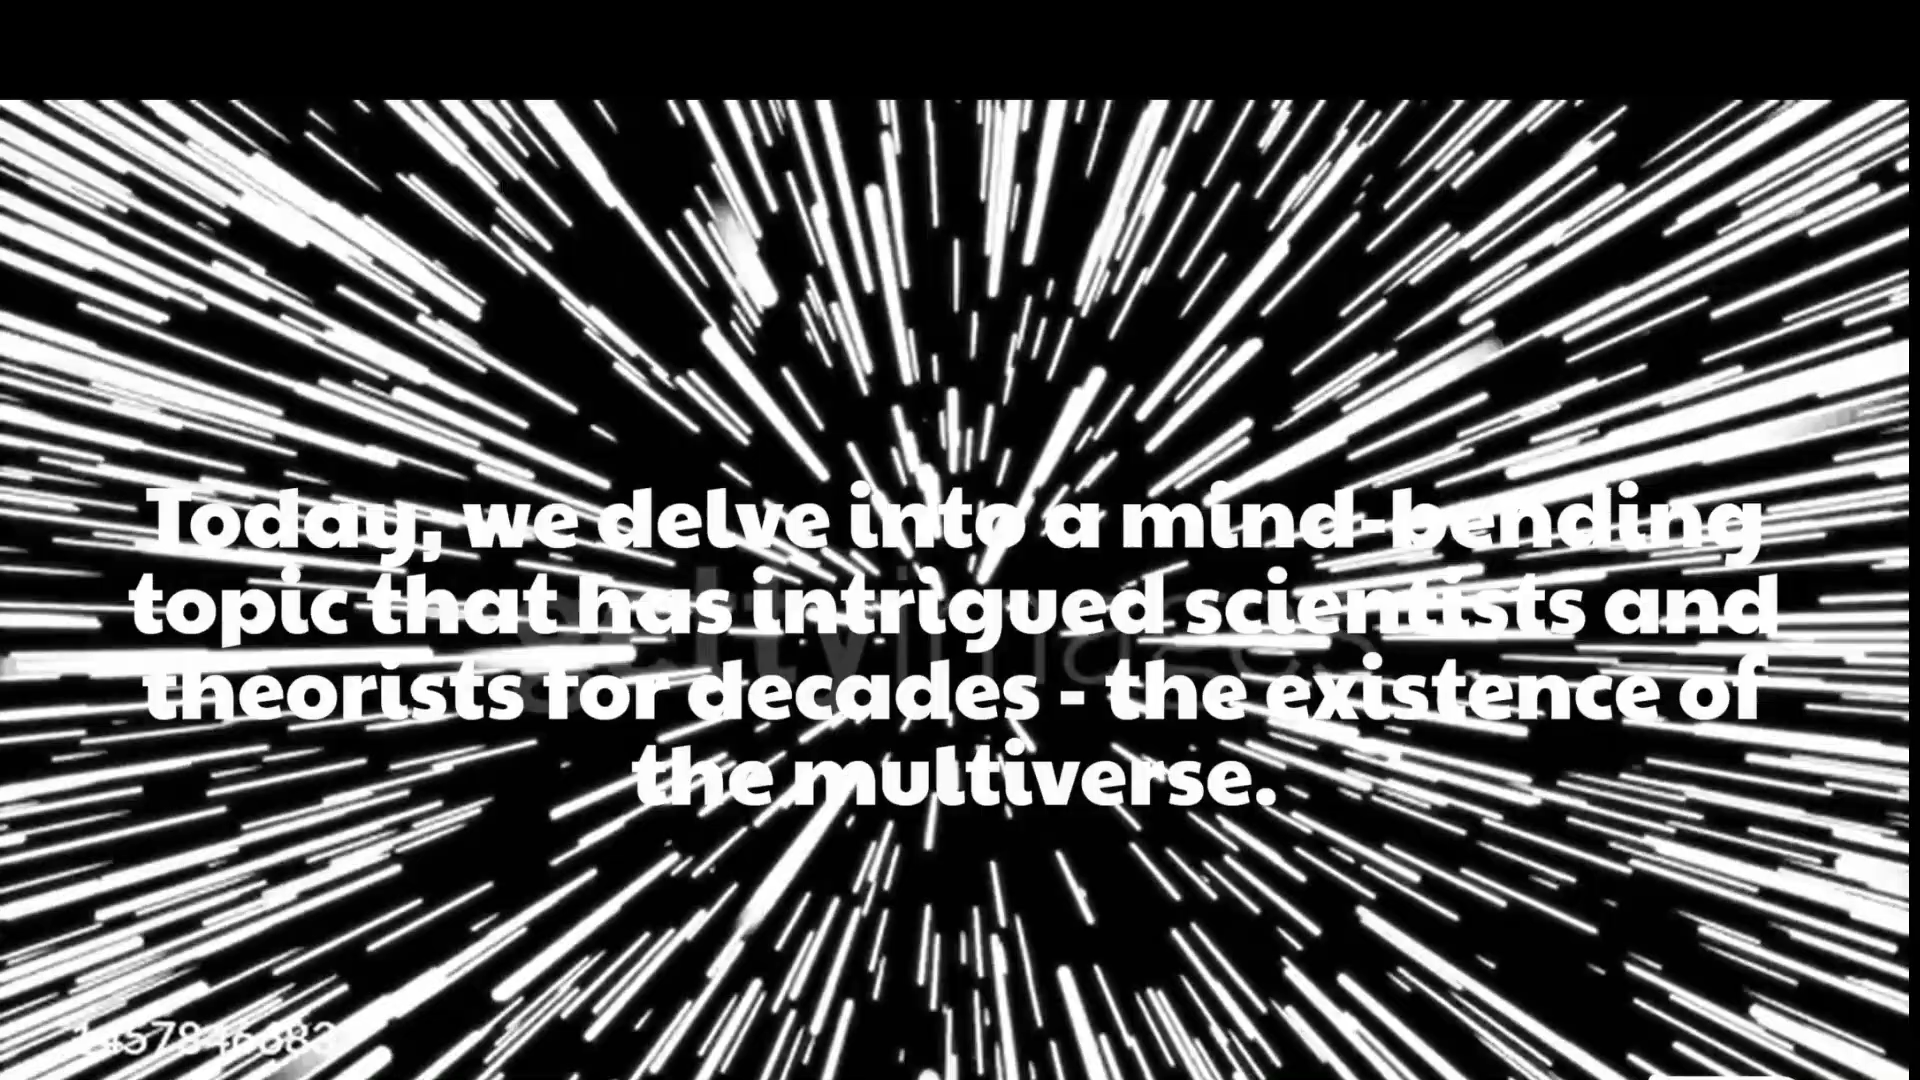 Today, we delve into a mind-bending
topic that has intrigued scientists and
theorists for decades - the existence of
the multiverse.
gettyimages